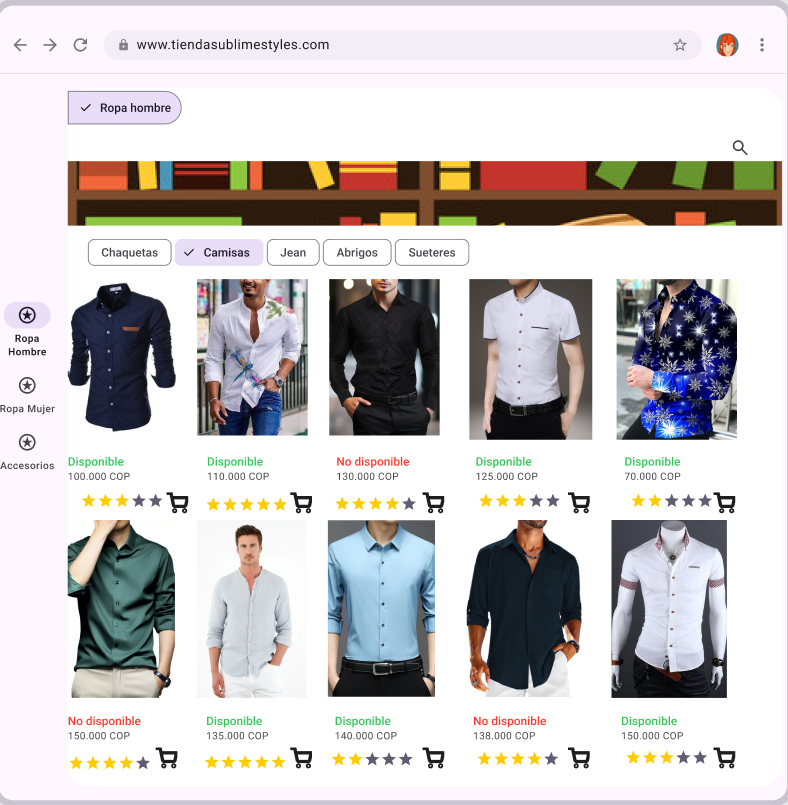 www.tiendasublimestyles.com
Ropa hombre
Chaquetas
Camisas
Jean
Abrigos
Sueteres
Ropa
Hombre
Ropa Mujer
Accesorios
Disponible
100.000 COP
Disponible
110.000 COP
No disponible
130.000 COP
Disponible
125.000 COP
Disponible
70.000 COP
No disponible
150.000 COP
Disponible
135.000 COP
Disponible
140.000 COP
No disponible
138.000 COP
Disponible
150.000 COP